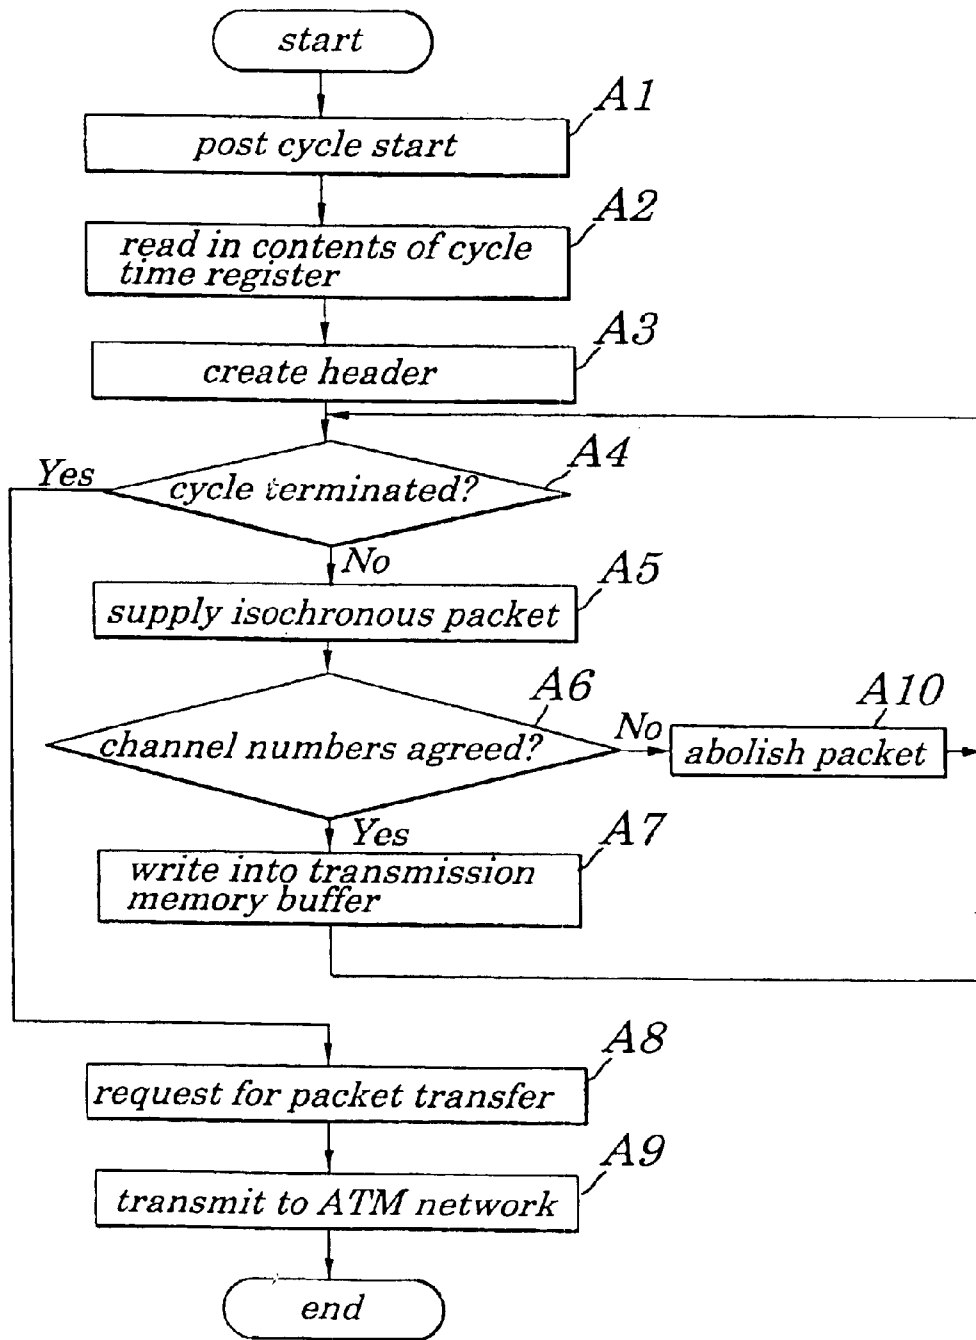 start
A1
post cycle start
A2
read in contents of cycle
time register
A3
create header
A4
Yes
cycle terminated?
No
A5
supply isochronous packet
A6
channel numbers agreed?
No
A10
abolish packet
Yes
A7
write into transmission
memory buffer
A8
request for packet transfer
A9
transmit to ATM network
end